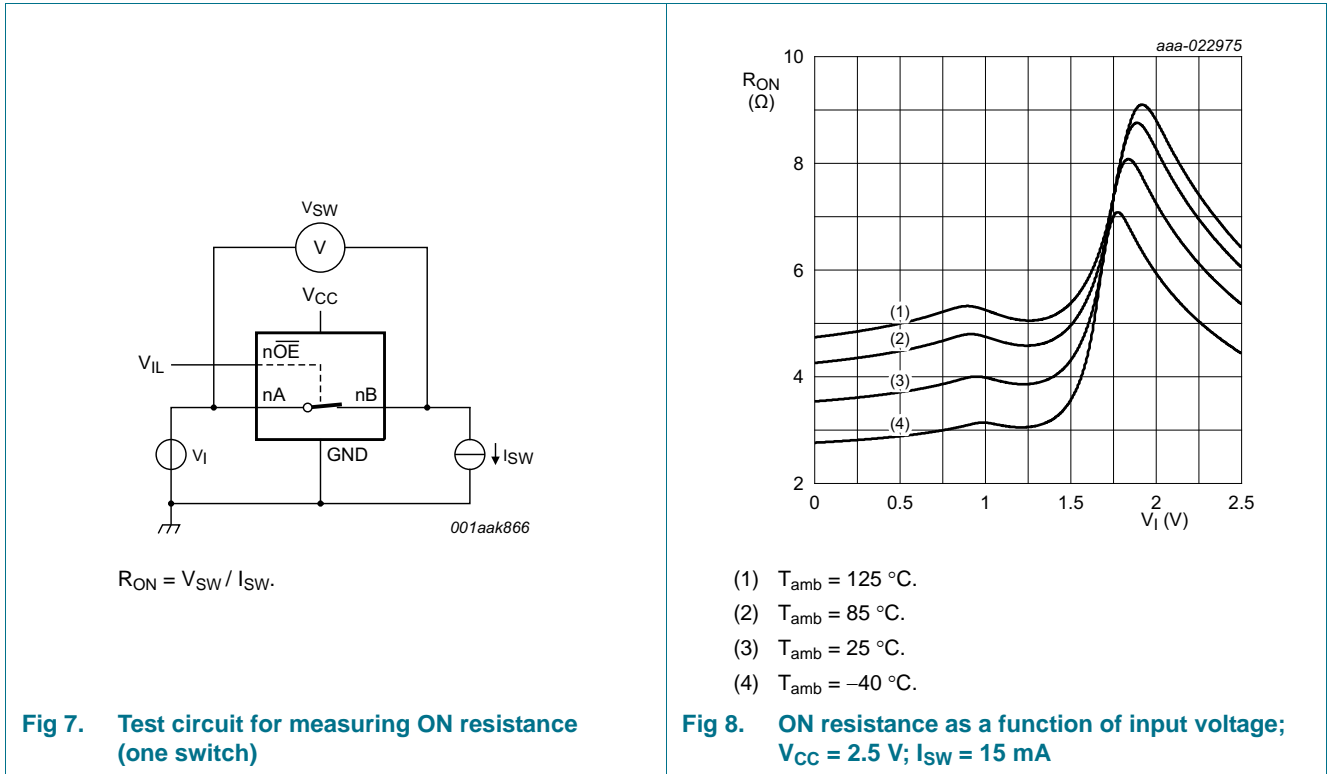 VSW
V
VCC
nOE
VIL
nA
nB
VI
GND
ISW
001aak866
RON = VSW / ISW.
Fig 7. Test circuit for measuring ON resistance
(one switch)
aaa-022975
RON
(Ω)
10
8
6
4
2
(1)
(2)
(3)
(4)
0
0.5
1
1.5
2
2.5
VI (V)
(1) Tamb = 125 °C.
(2) Tamb = 85 °C.
(3) Tamb = 25 °C.
(4) Tamb = −40 °C.
Fig 8. ON resistance as a function of input voltage;
VCC = 2.5 V; ISW = 15 mA